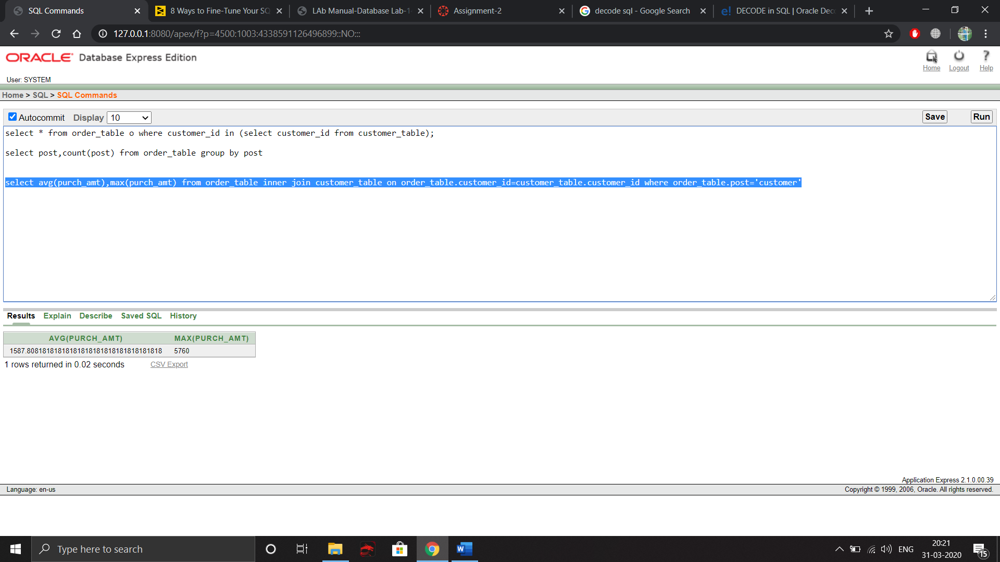 SQL Commands
8 Ways to Fine-Tune Your SQ
LAb Manual-Database Lab-1
Assignment-2
decode sql - Google Search
DECODE in SQL | Oracle Dec
127.0.0.1:8080/apex/f?p=4500:1003:4338591126496899::NO:::
ORACLE Database Express Edition
Home Logout Help
User: SYSTEM
Home > SQL > SQL Commands
Autocommit Display 10 Save Run
select * from order_table o where customer_id in (select customer_id from customer_table);
select post,count(post) from order_table group by post
select avg(purch_amt),max(purch_amt) from order_table inner join customer_table on order_table.customer_id=customer_table.customer_id where order_table.post='customer'
Results Explain Describe Saved SQL History
AVG(PURCH_AMT) MAX(PURCH_AMT)
1587.80818181818181818181818181818181818 5760
1 rows returned in 0.02 seconds CSV Export
Application Express 2.1.0.00.39
Language: en-us Copyright © 1999, 2006, Oracle. All rights reserved.
Type here to search
ENG
20:21
31-03-2020
15